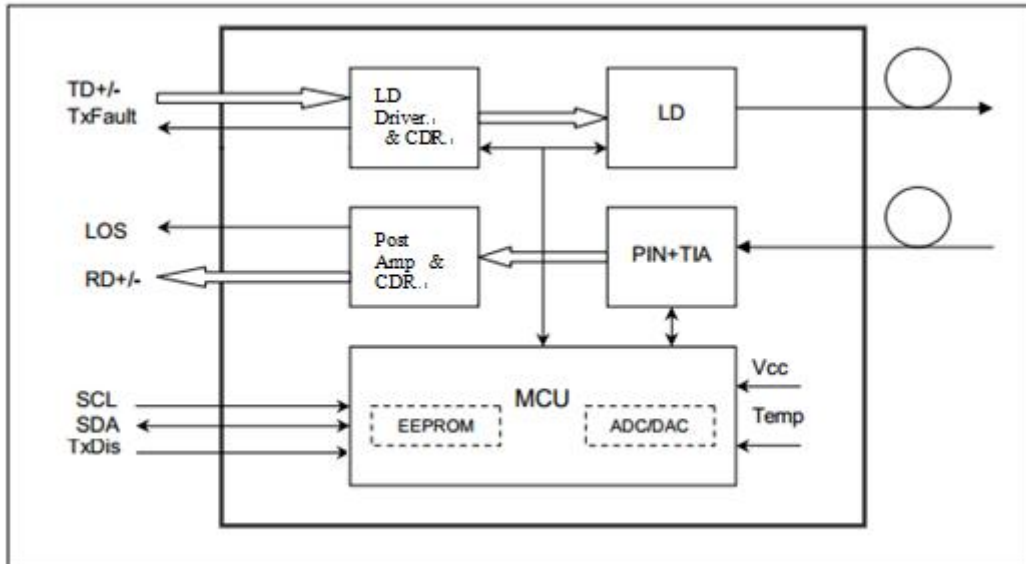 TD+/-
TxFault
LD
Driver.
& CDR.
LD
LOS
RD+/-
Post
Amp &
CDR.
PIN+TIA
SCL
SDA
TxDis
MCU
EEPROM
ADC/DAC
Vcc
Temp